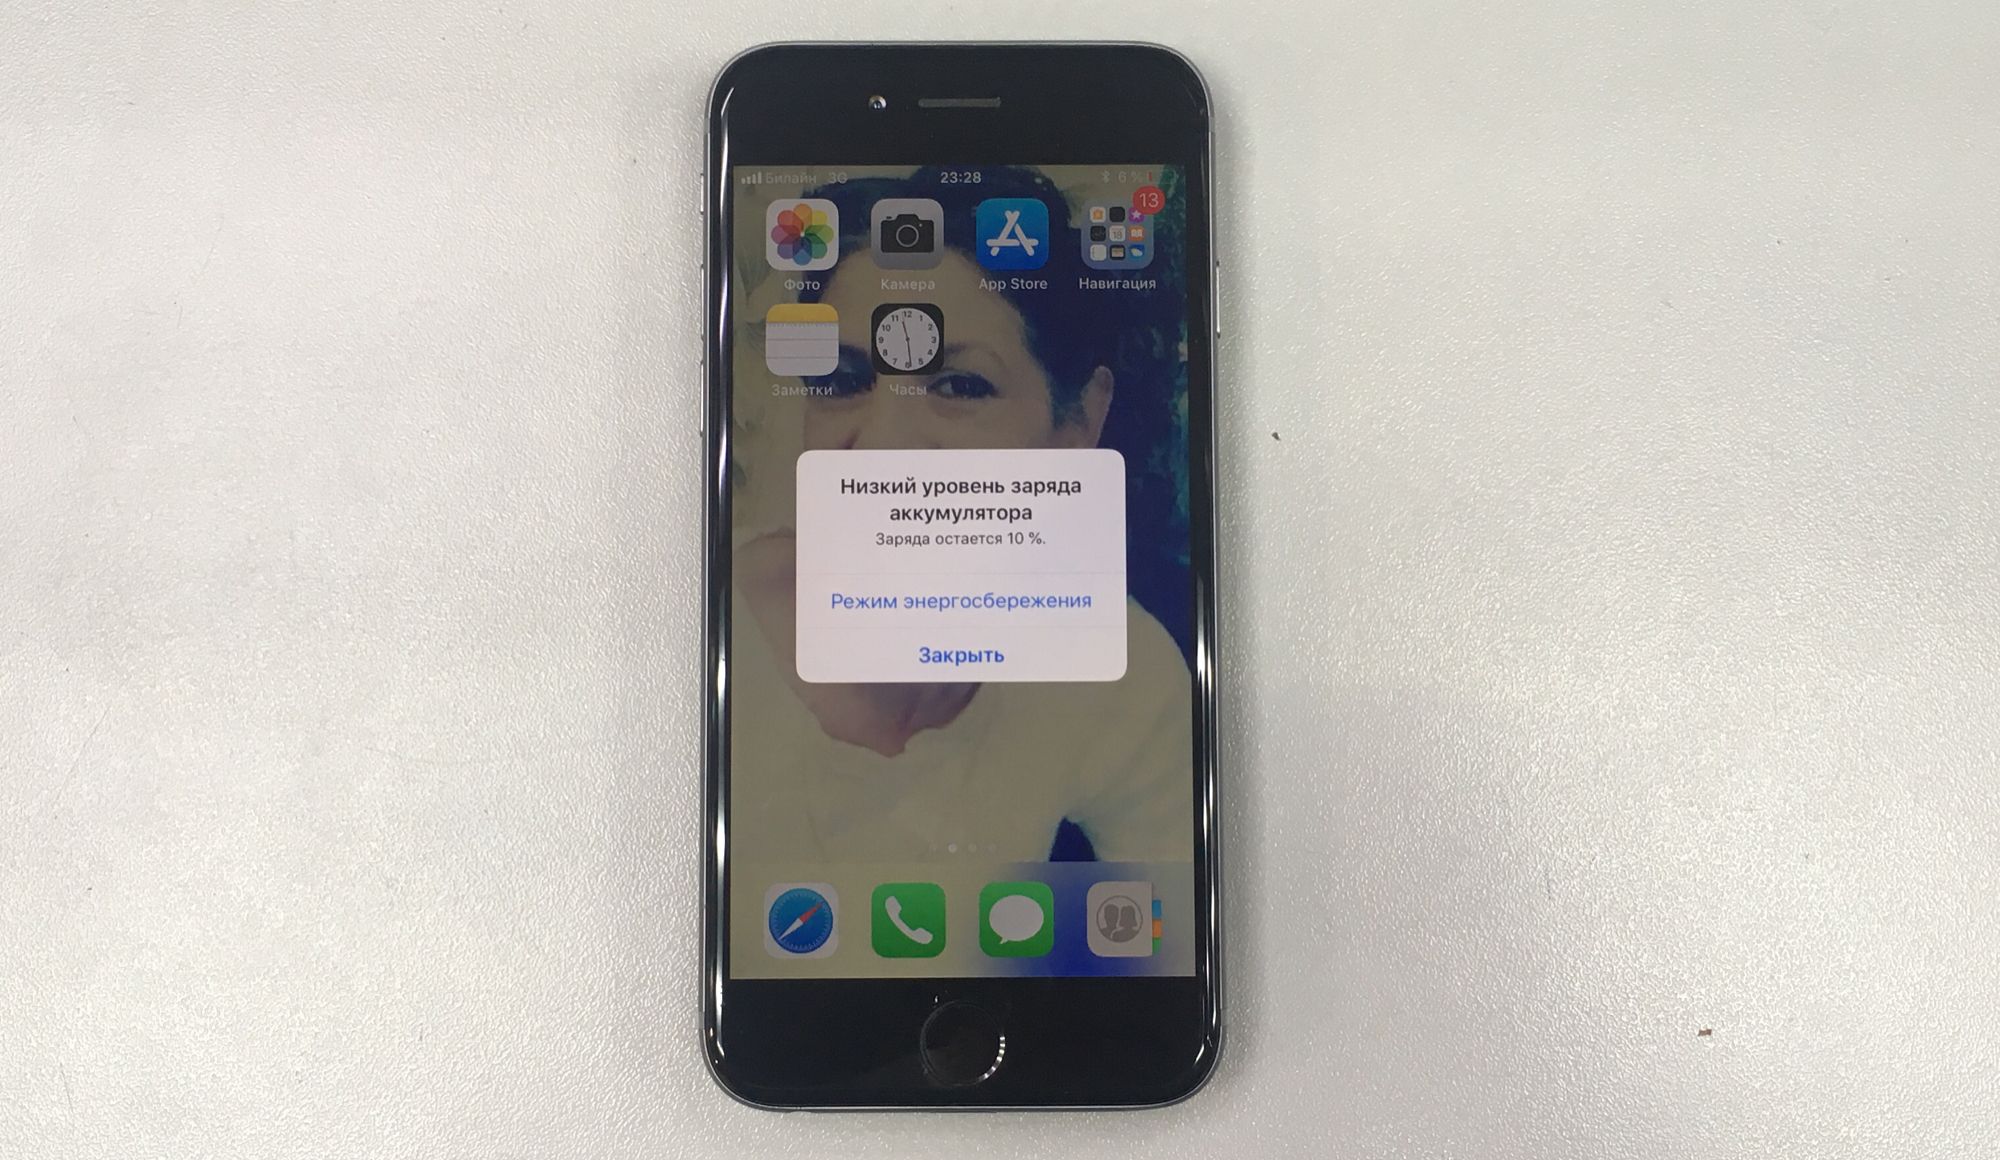 Билайн 3G 23:28 6 %
13
Фото Камера App Store Навигация
Заметки Часы
Низкий уровень заряда
аккумулятора
Заряда остается 10 %.
Режим энергосбережения
Закрыть